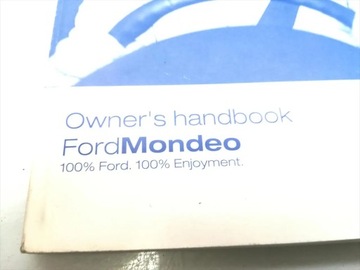 Owner's handbook
FordMondeo
100% Ford. 100% Enjoyment.